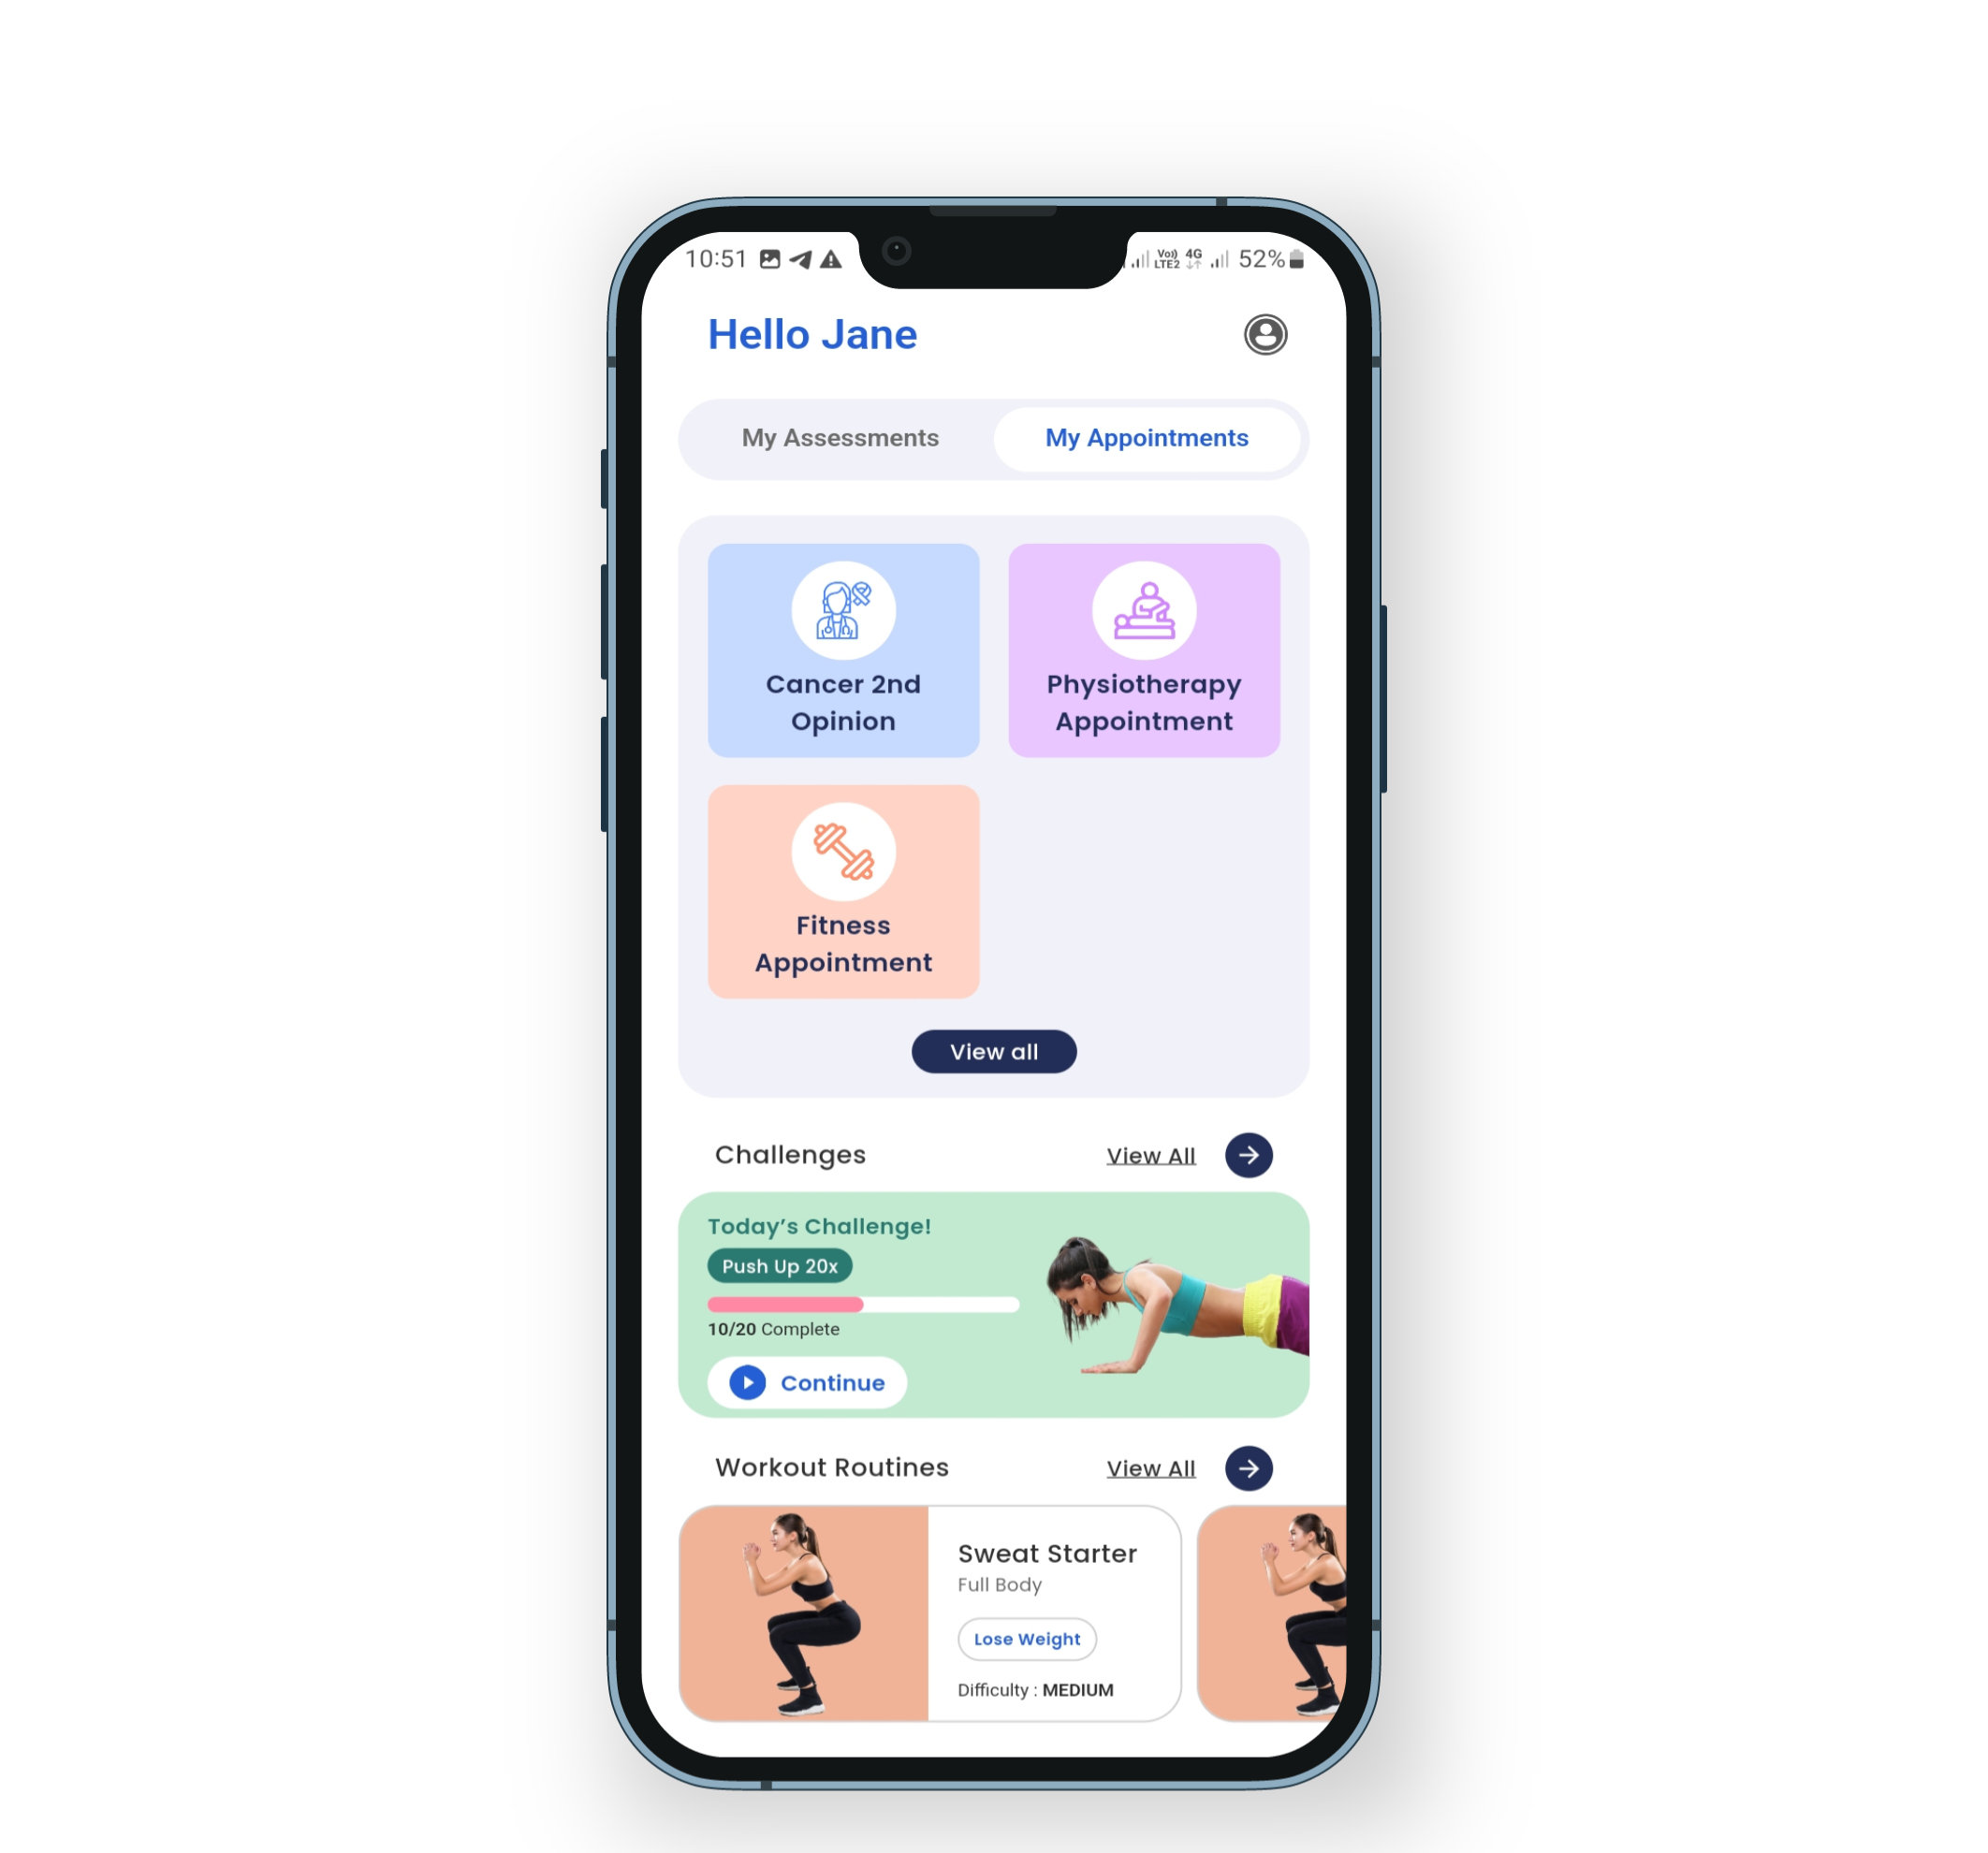 10:51
Vo)) LTE2 4G 52%
Hello Jane
My Assessments
My Appointments
Cancer 2nd
Opinion
Physiotherapy
Appointment
Fitness
Appointment
View all
Challenges
View All
Today’s Challenge!
Push Up 20x
10/20 Complete
Continue
Workout Routines
View All
Sweat Starter
Full Body
Lose Weight
Difficulty : MEDIUM